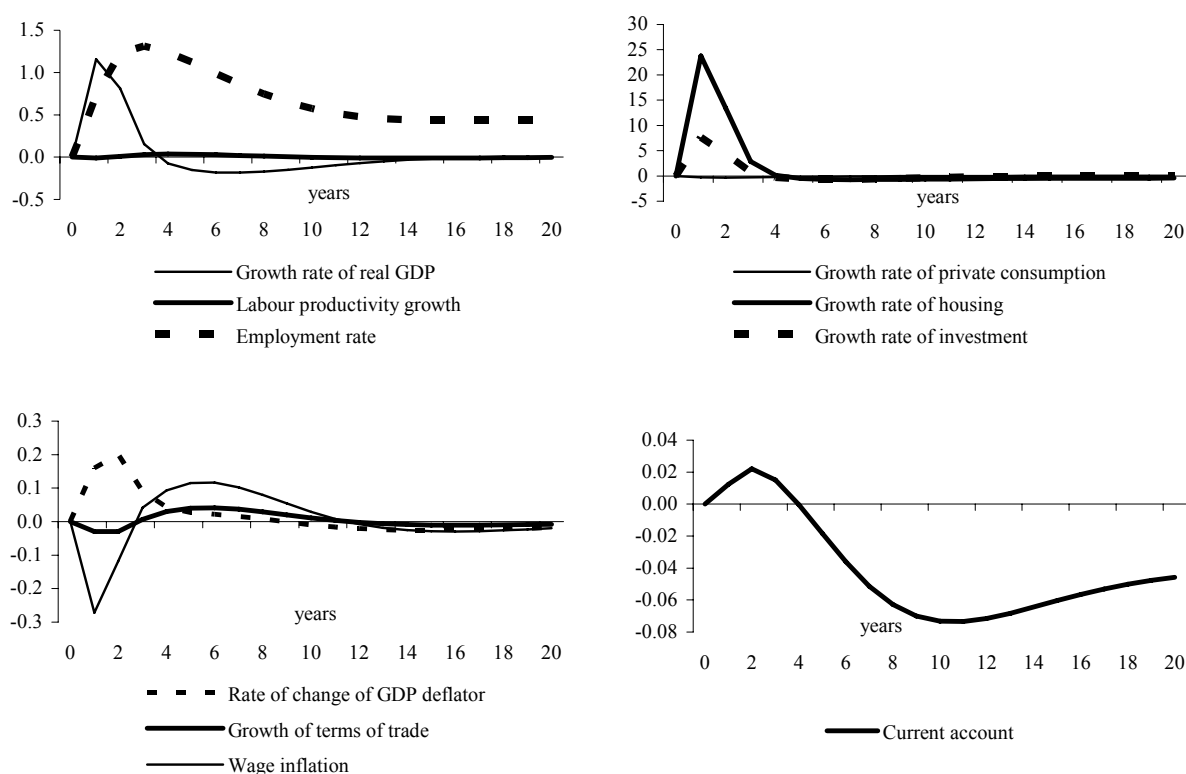 1.5
1.0
0.5
0.0
-0.5
years
0 2 4 6 8 10 12 14 16 18 20
Growth rate of real GDP
Labour productivity growth
Employment rate
30
25
20
15
10
5
0
-5
years
0 2 4 6 8 10 12 14 16 18 20
Growth rate of private consumption
Growth rate of housing
Growth rate of investment
0.3
0.2
0.1
0.0
-0.1
-0.2
-0.3
years
0 2 4 6 8 10 12 14 16 18 20
Rate of change of GDP deflator
Growth of terms of trade
Wage inflation
0.04
0.02
0.00
-0.02
-0.04
-0.06
-0.08
years
0 2 4 6 8 10 12 14 16 18 20
Current account